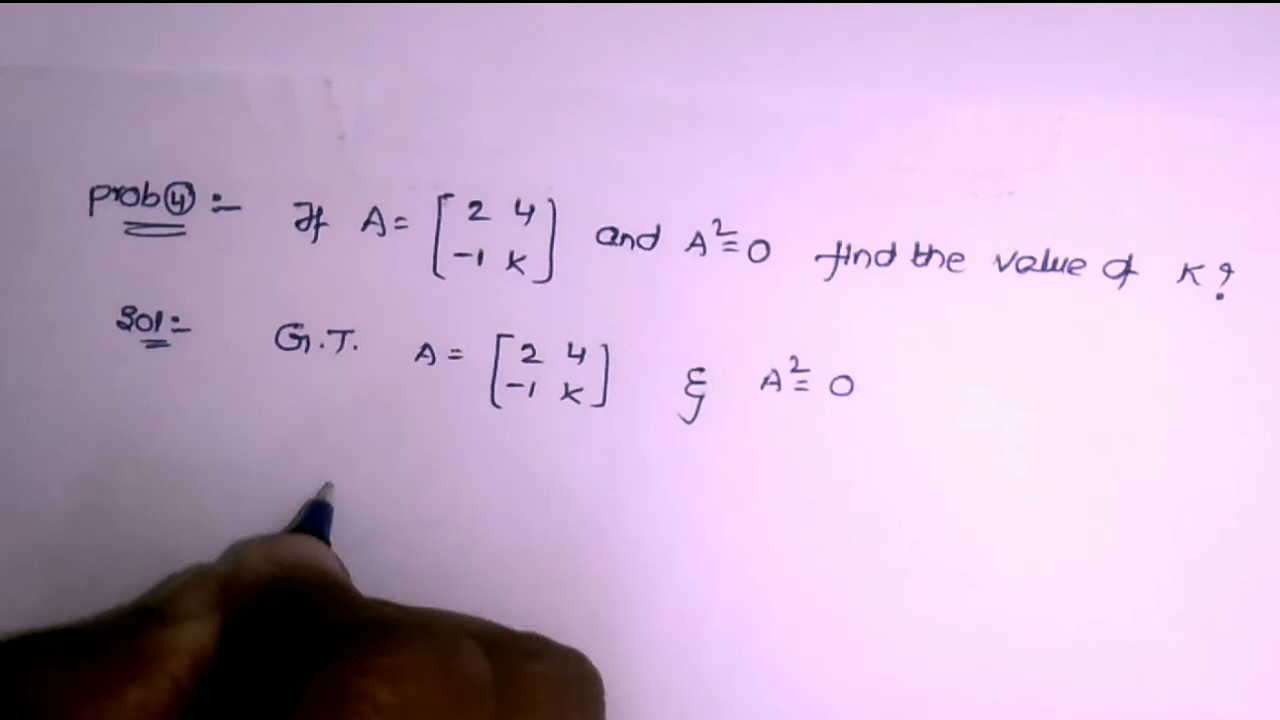 prob④:- If A = [2 4 -1 K] and A²=0 find the value of K?
Sol:- G.T. A = [2 4 -1 K] & A²=0